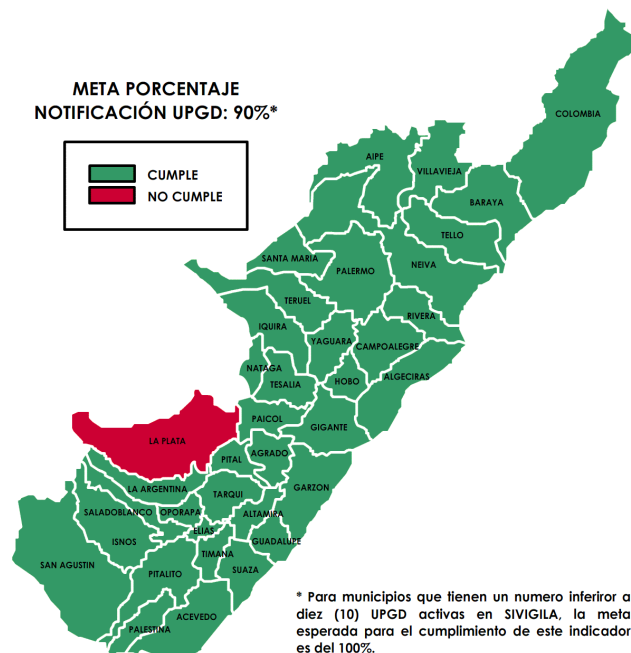 META PORCENTAJE
NOTIFICACIÓN UPGD: 90%*
CUMPLE
NO CUMPLE
COLOMBIA
AIPE
VILLAVIEJA
BARAYA
TELLO
SANTA MARIA
PALERMO
NEIVA
TERUEL
RIVERA
IQUIRA
YAGUARA
CAMPOALEGRE
NATAGA
TESALIA
HOBO
ALGECIRAS
PAICOL
GIGANTE
LA PLATA
PITAL
AGRADO
LA ARGENTINA
TARQUI
GARZON
SALADOBLANCO
OPORAPA
ALTAMIRA
ELIAS
ISNOS
GUADALUPE
TIMANA
SAN AGUSTIN
PITALITO
SUAZA
ACEVEDO
PALESTINA
* Para municipios que tienen un numero inferiror a
diez (10) UPGD activas en SIVIGILA, la meta
esperada para el cumplimiento de este indicador
es del 100%.